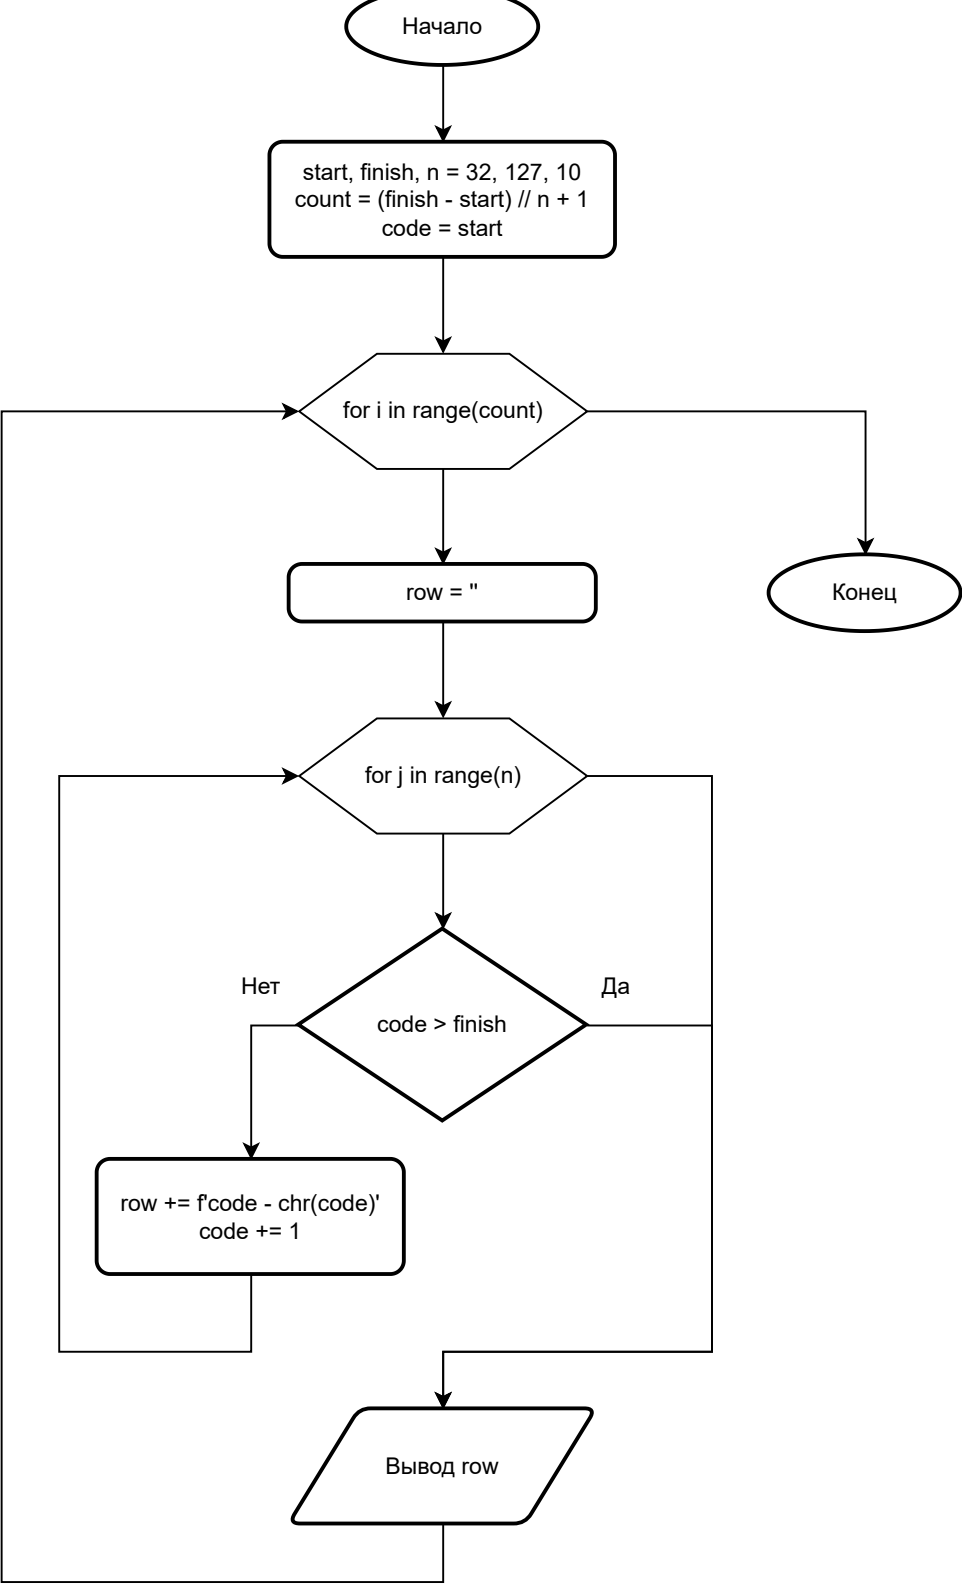 Начало
start, finish, n = 32, 127, 10
count = (finish - start) // n + 1
code = start
for i in range(count)
row = ''
Конец
for j in range(n)
Нет
Да
code > finish
row += f'code - chr(code)'
code += 1
Вывод row